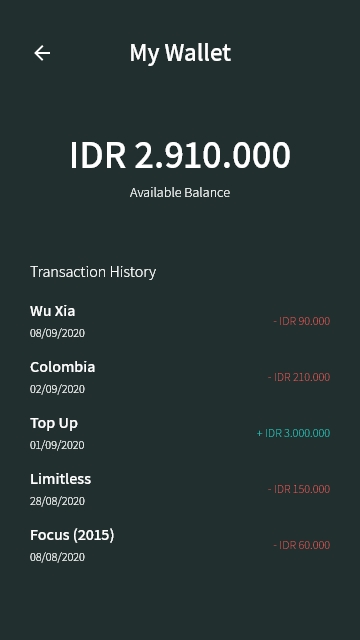 My Wallet
IDR 2.910.000
Available Balance
Transaction History
Wu Xia
- IDR 90.000
08/09/2020
Colombia
- IDR 210.000
02/09/2020
Top Up
+ IDR 3.000.000
01/09/2020
Limitless
- IDR 150.000
28/08/2020
Focus (2015)
- IDR 60.000
08/08/2020